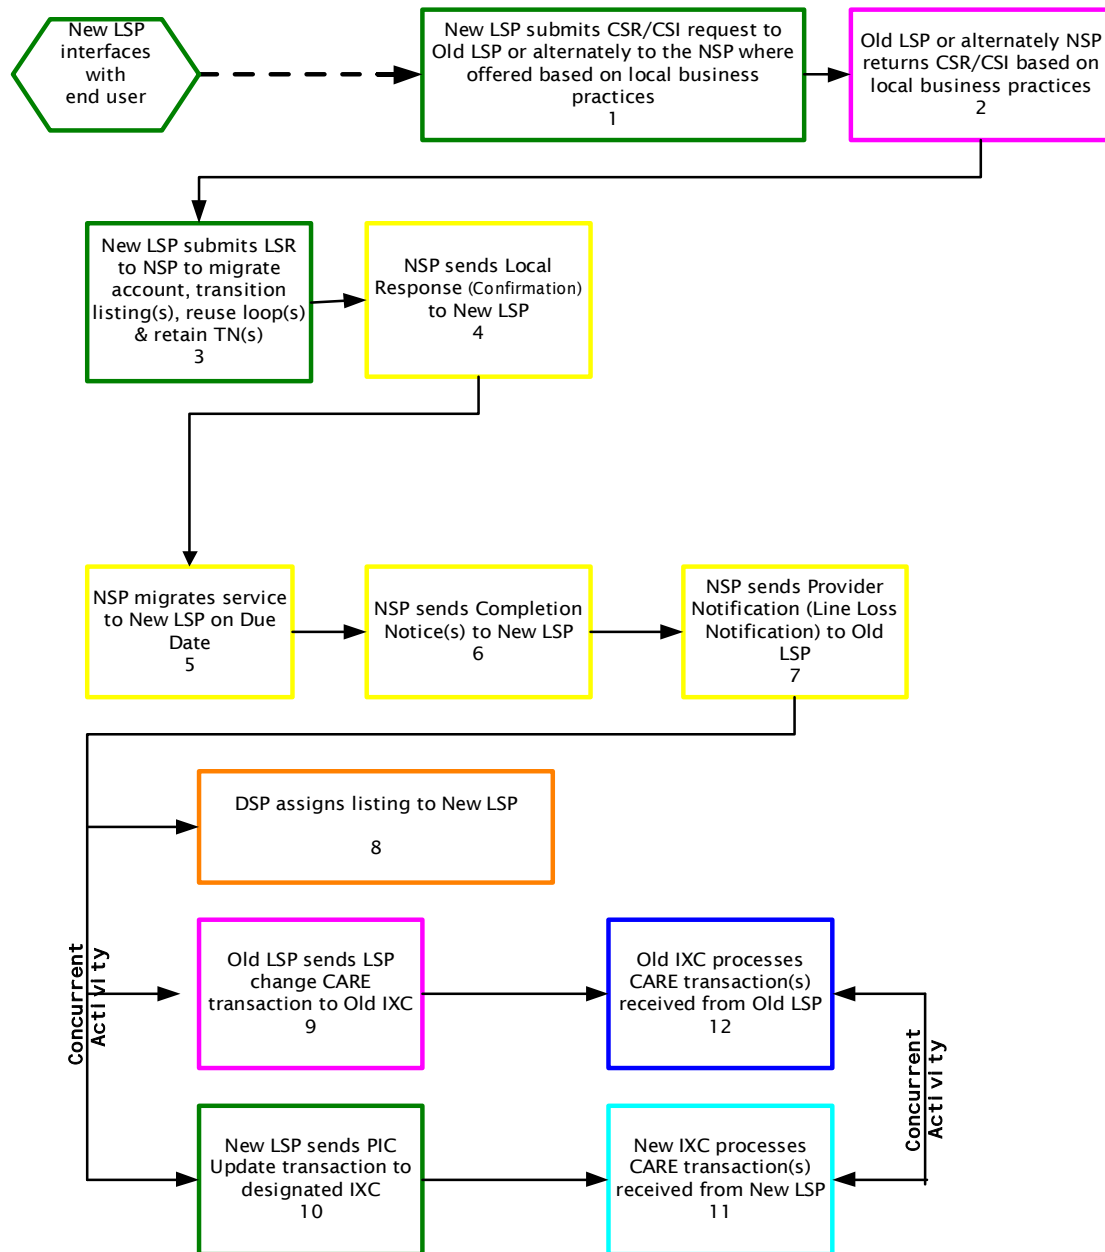 New LSP
interfaces
with
end user
New LSP submits CSR/CSI request to
Old LSP or alternately to the NSP where
offered based on local business
practices
1
Old LSP or alternately NSP
returns CSR/CSI based on
local business practices
2
New LSP submits LSR
to NSP to migrate
account, transition
listing(s), reuse loop(s)
& retain TN(s)
3
NSP sends Local
Response (Confirmation)
to New LSP
4
NSP migrates service
to New LSP on Due
Date
5
NSP sends Completion
Notice(s) to New LSP
6
NSP sends Provider
Notification (Line Loss
Notification) to Old
LSP
7
DSP assigns listing to New LSP
8
Concurrent
Activity
Old LSP sends LSP
change CARE
transaction to Old IXC
9
Old IXC processes
CARE transaction(s)
received from Old LSP
12
Concurrent
Activity
New LSP sends PIC
Update transaction to
designated IXC
10
New IXC processes
CARE transaction(s)
received from New LSP
11